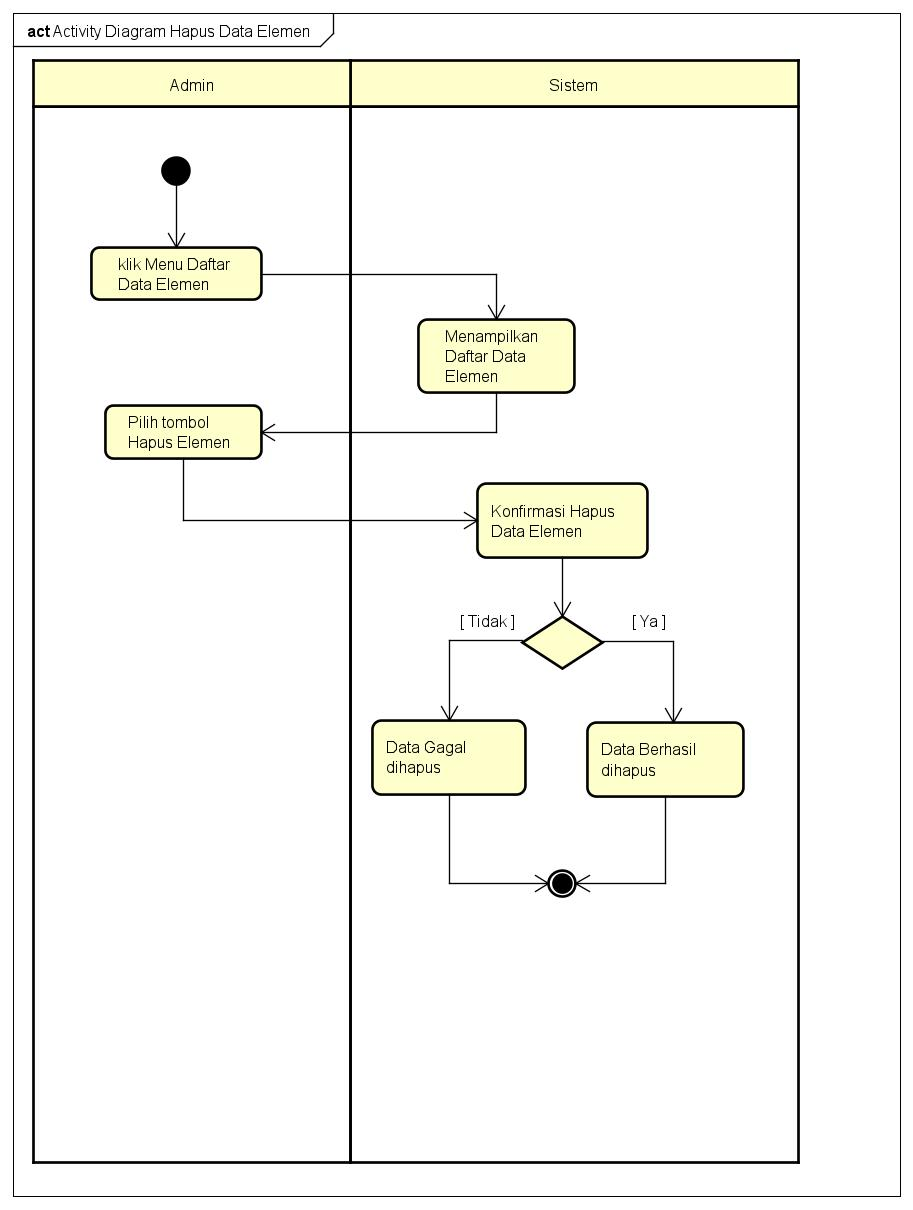 act Activity Diagram Hapus Data Elemen
Admin
Sistem
klik Menu Daftar
Data Elemen
Menampilkan
Daftar Data
Elemen
Pilih tombol
Hapus Elemen
Konfirmasi Hapus
Data Elemen
[ Tidak ]
[ Ya ]
Data Gagal
dihapus
Data Berhasil
dihapus